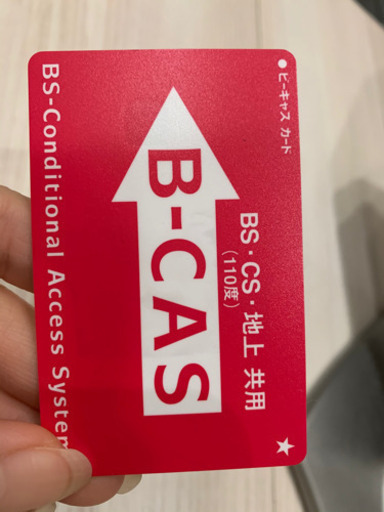 ● ビーキャス カード
BS・CS・地上 共用
(110度)
B-CAS
BS-Conditional Access System
★